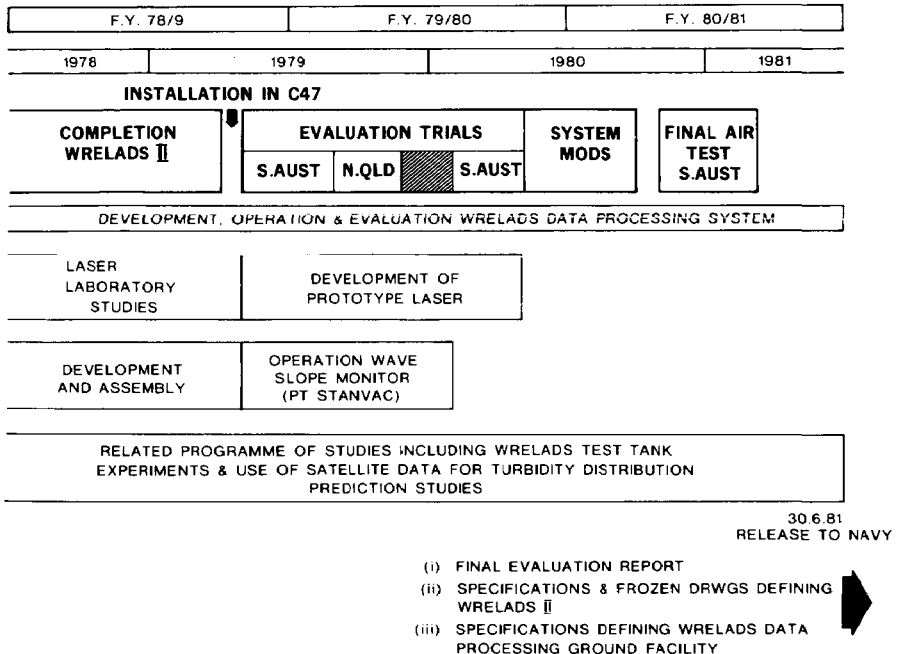 F.Y. 78/9 F.Y. 79/80 F.Y. 80/81
1978 1979 1980 1981
INSTALLATION IN C47
COMPLETION
WRELADS II
EVALUATION TRIALS
S.AUST N.QLD S.AUST
SYSTEM
MODS
FINAL AIR
TEST
S.AUST
DEVELOPMENT, OPERATION & EVALUATION WRELADS DATA PROCESSING SYSTEM
LASER
LABORATORY
STUDIES
DEVELOPMENT OF
PROTOTYPE LASER
DEVELOPMENT
AND ASSEMBLY
OPERATION WAVE
SLOPE MONITOR
(PT STANVAC)
RELATED PROGRAMME OF STUDIES INCLUDING WRELADS TEST TANK
EXPERIMENTS & USE OF SATELLITE DATA FOR TURBIDITY DISTRIBUTION
PREDICTION STUDIES
30.6.81
RELEASE TO NAVY
(i) FINAL EVALUATION REPORT
(ii) SPECIFICATIONS & FROZEN DRWGS DEFINING
WRELADS II
(iii) SPECIFICATIONS DEFINING WRELADS DATA
PROCESSING GROUND FACILITY